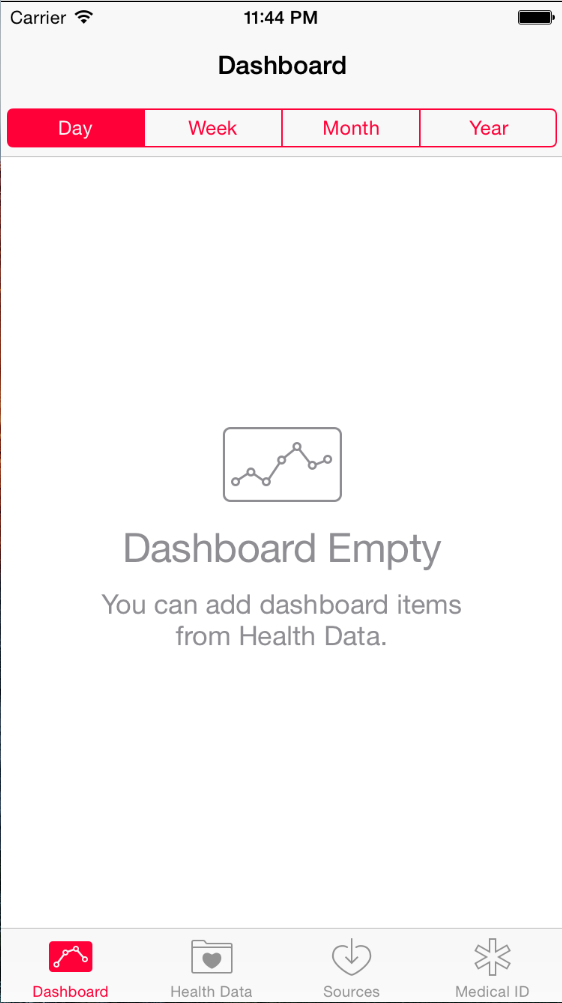 Carrier 11:44 PM
Dashboard
Day Week Month Year
Dashboard Empty
You can add dashboard items
from Health Data.
Dashboard Health Data Sources Medical ID